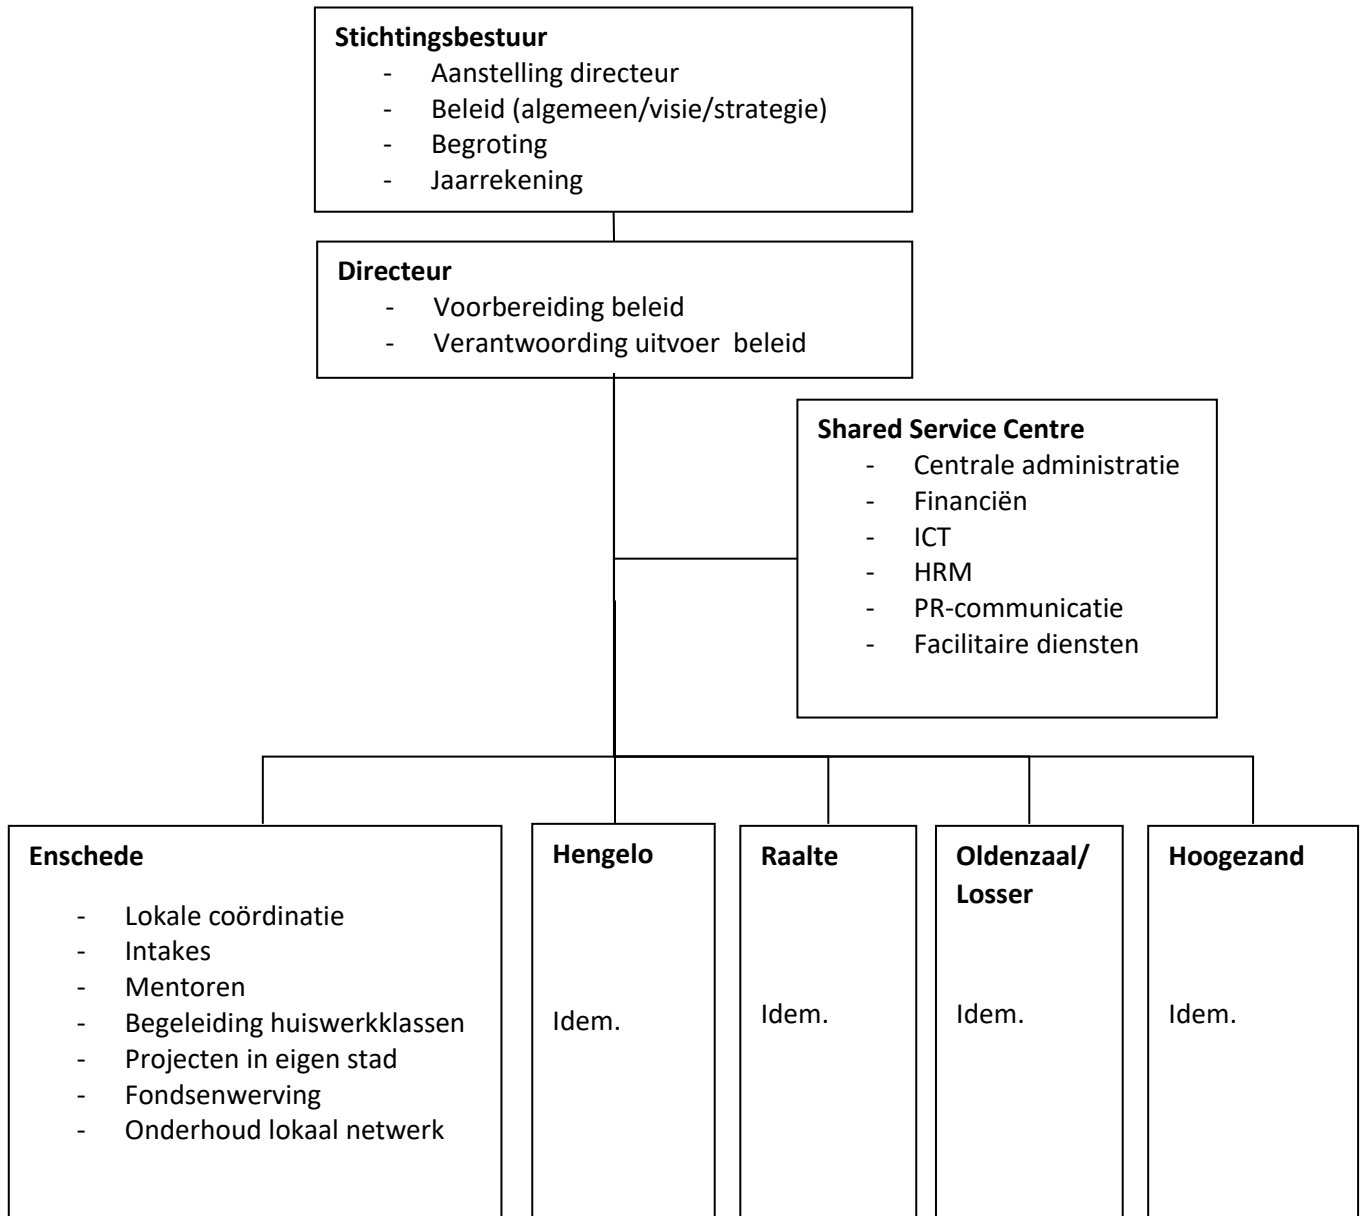 Stichtingsbestuur
- Aanstelling directeur
- Beleid (algemeen/visie/strategie)
- Begroting
- Jaarrekening
Directeur
- Voorbereiding beleid
- Verantwoording uitvoer  beleid
Shared Service Centre
- Centrale administratie
- Financiën
- ICT
- HRM
- PR-communicatie
- Facilitaire diensten
Enschede
- Lokale coördinatie
- Intakes
- Mentoren
- Begeleiding huiswerkklassen
- Projecten in eigen stad
- Fondsenwerving
- Onderhoud lokaal netwerk
Hengelo
Idem.
Raalte
Idem.
Oldenzaal/
Losser
Idem.
Hoogezand
Idem.